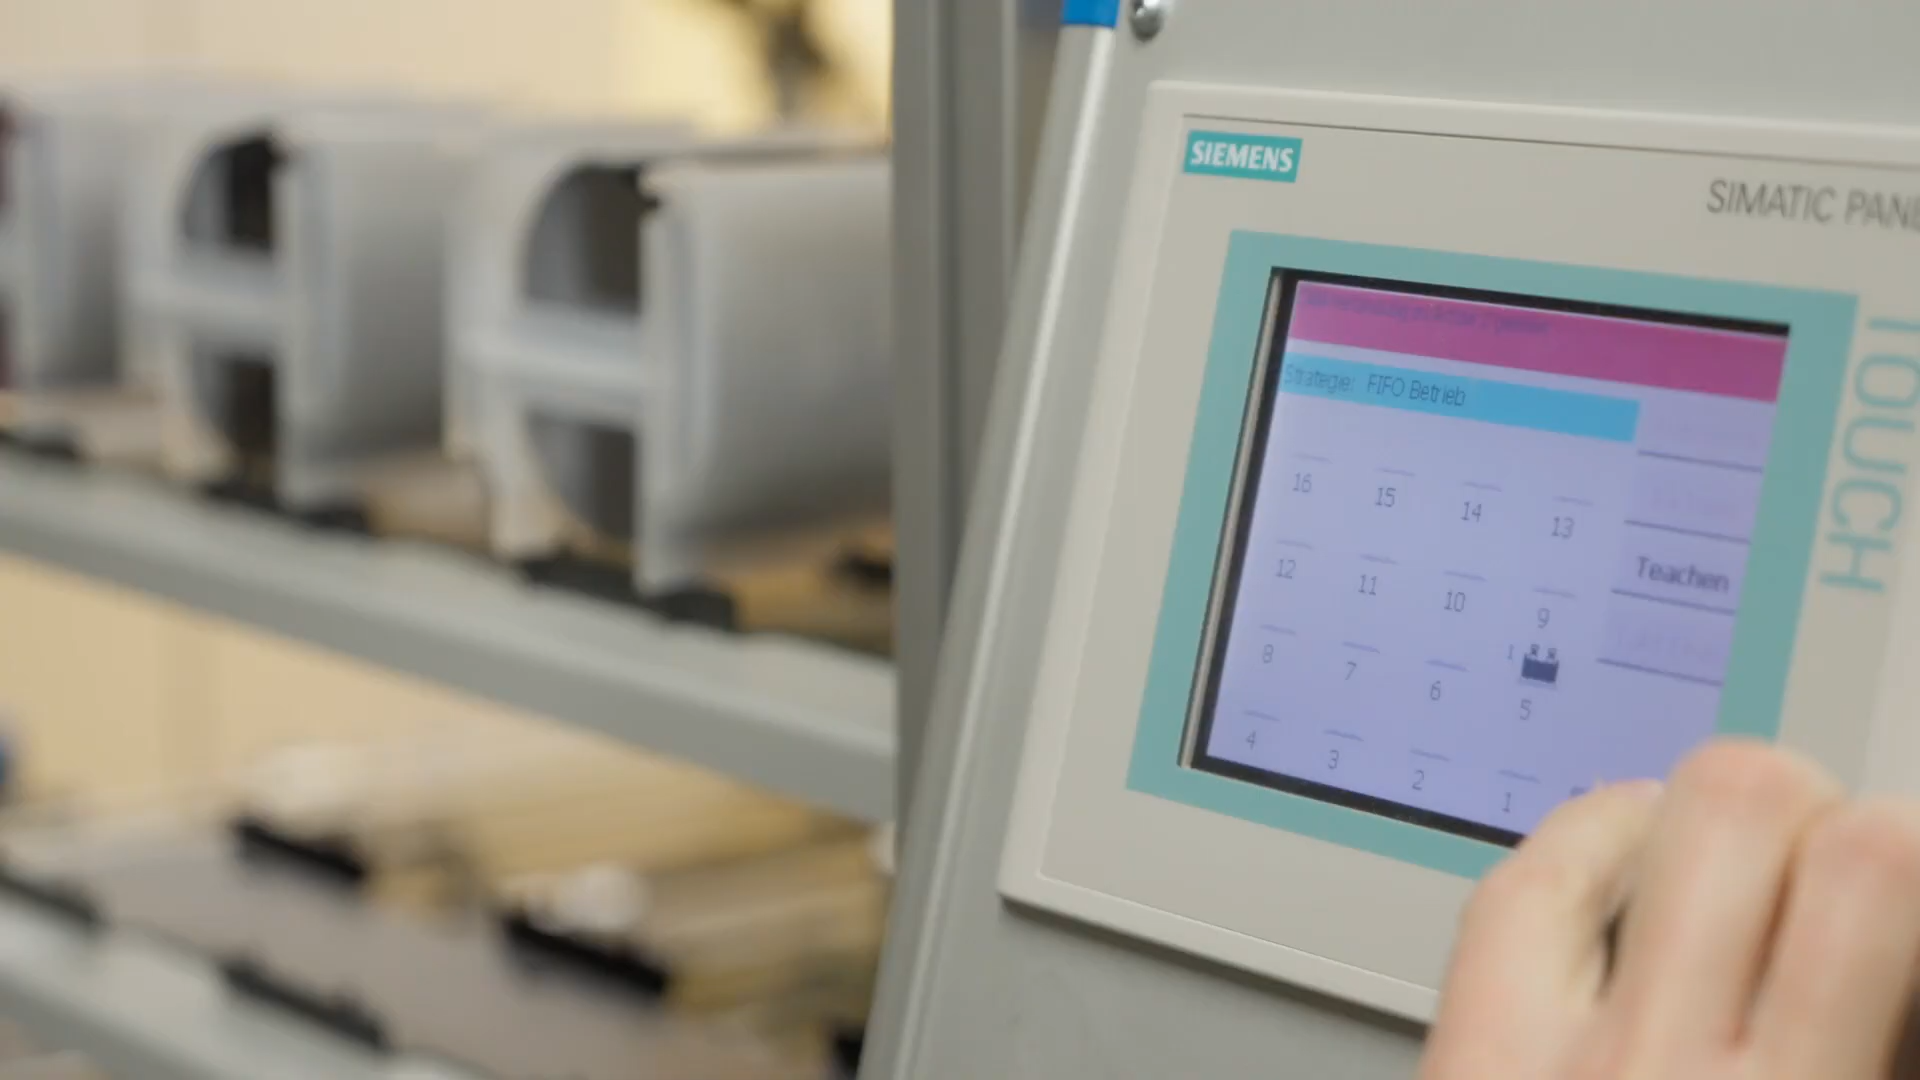 SIEMENS
SIMATIC PANE
TOUCH
Strategie: FIFO Betrieb
16 15 14 13
12 11 10 9
Teachen
8 7 6 5
4 3 2 1